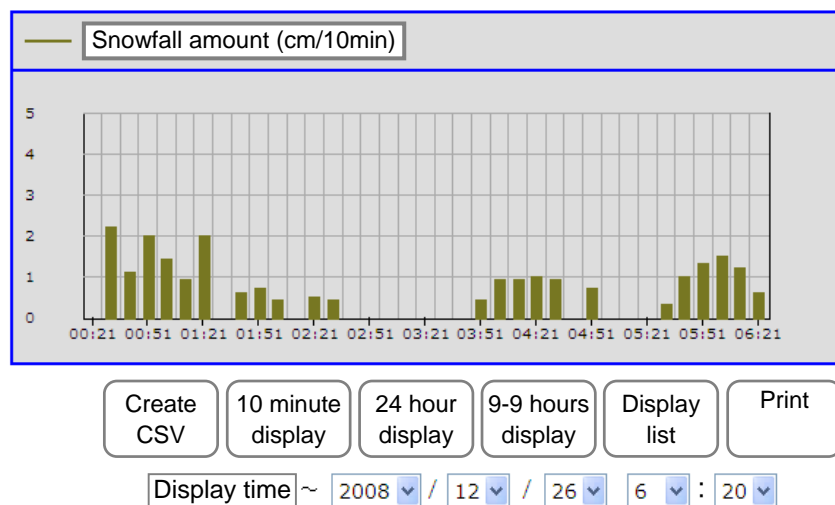 Snowfall amount (cm/10min)
5
4
3
2
1
0
00:21 00:51 01:21 01:51 02:21 02:51 03:21 03:51 04:21 04:51 05:21 05:51 06:21
Create CSV
10 minute display
24 hour display
9-9 hours display
Display list
Print
Display time ~ 2008 / 12 / 26 6 : 20